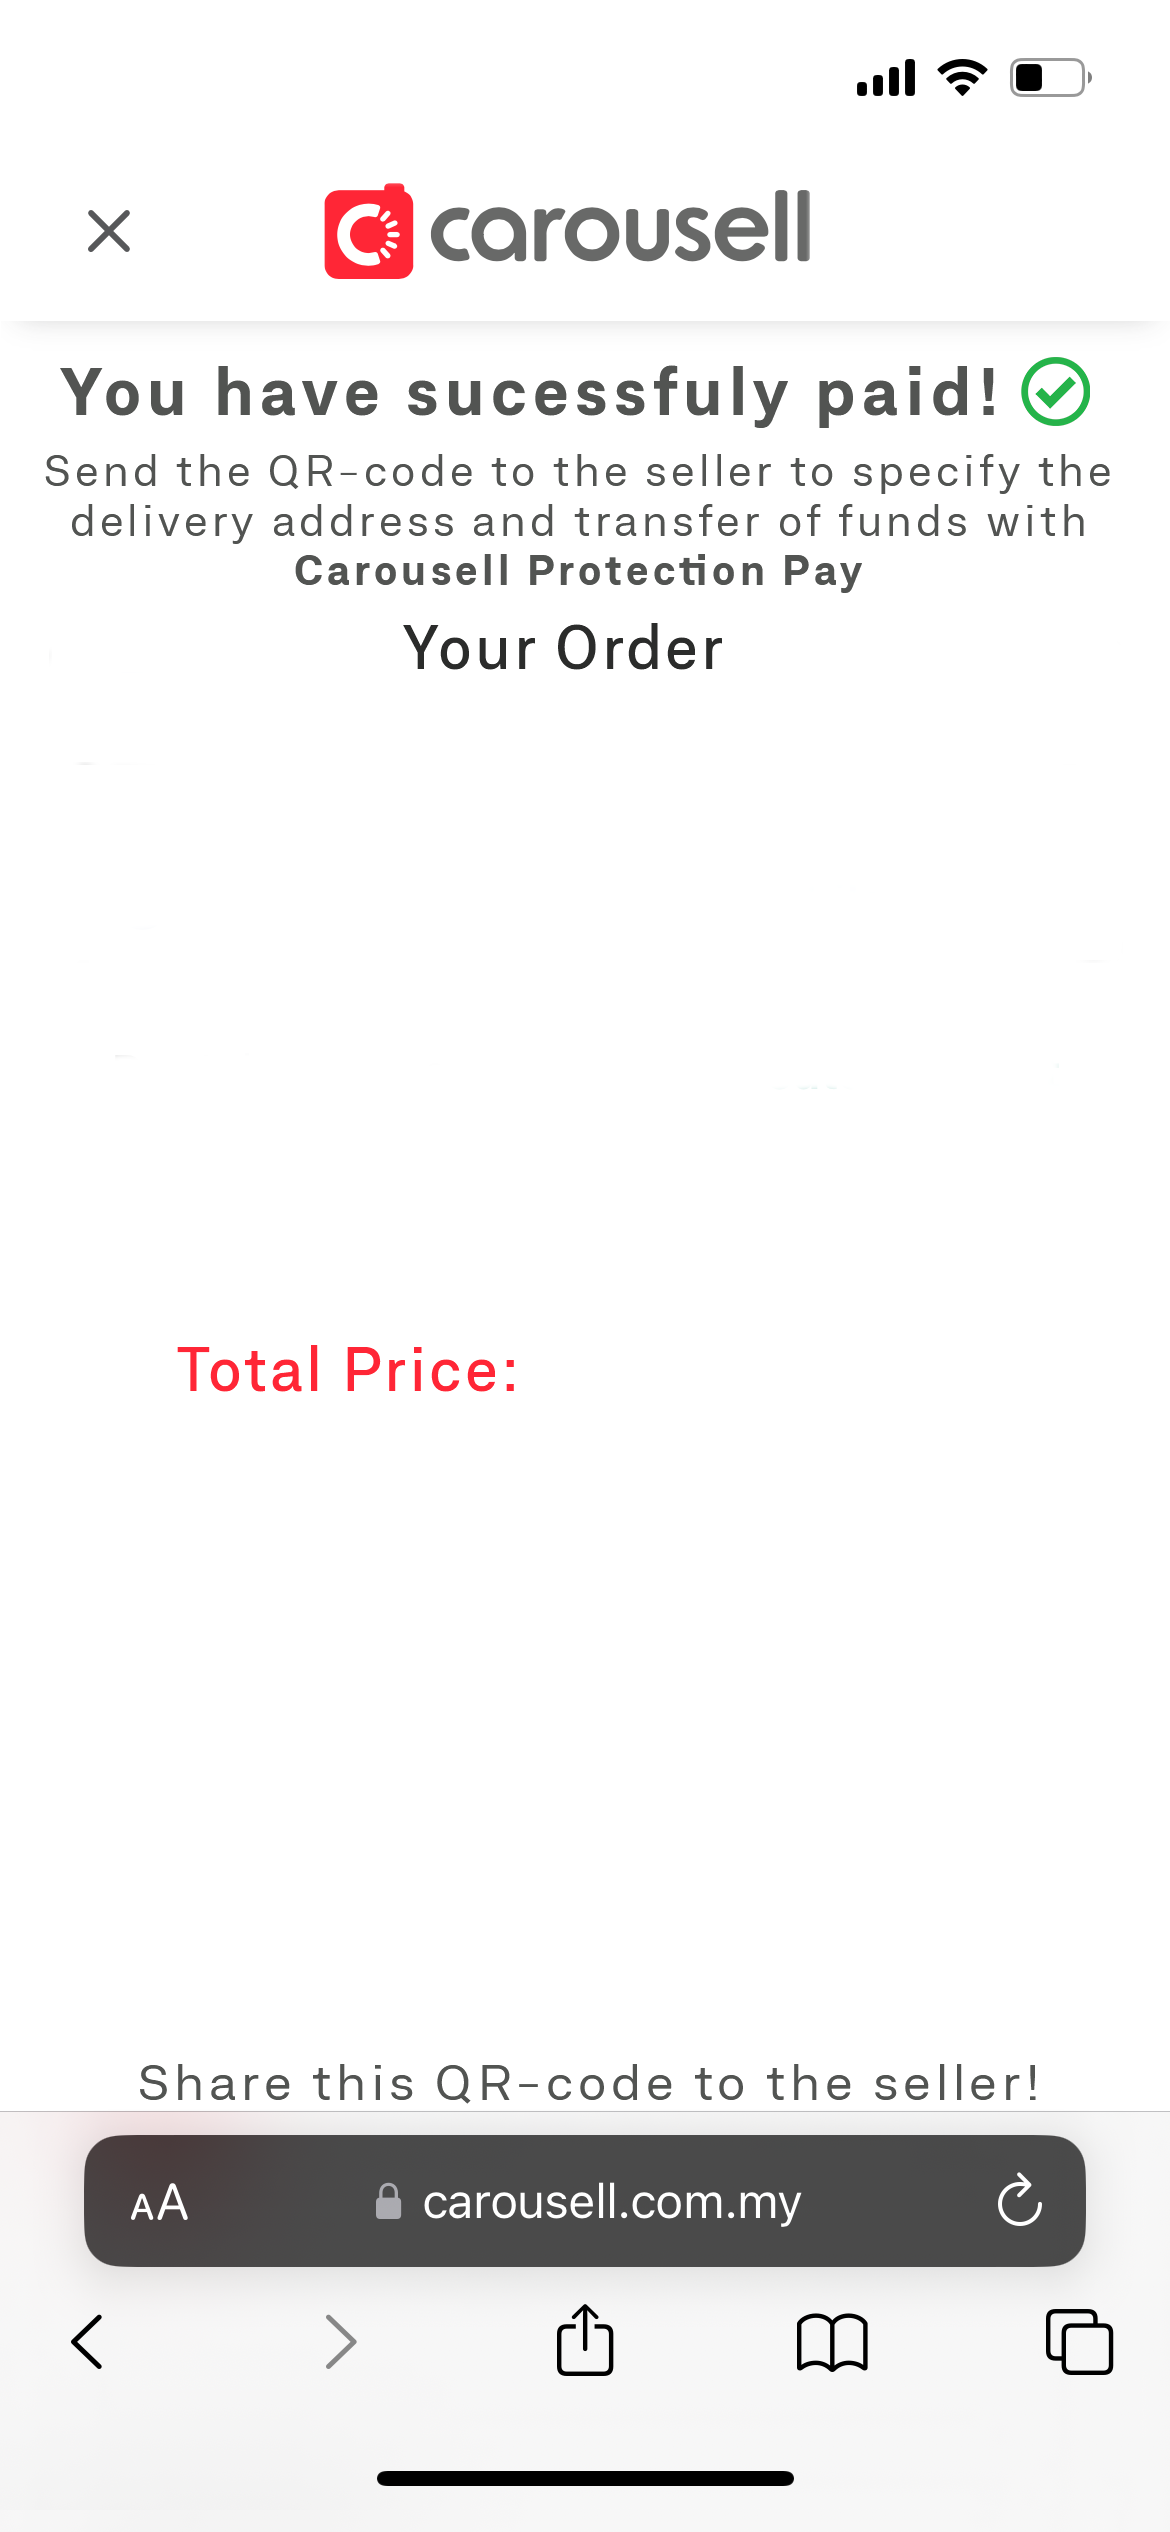 carousell
You have sucessfuly paid!
Send the QR-code to the seller to specify the
delivery address and transfer of funds with
Carousell Protection Pay
Your Order
Total Price:
Share this QR-code to the seller!
AA carousell.com.my